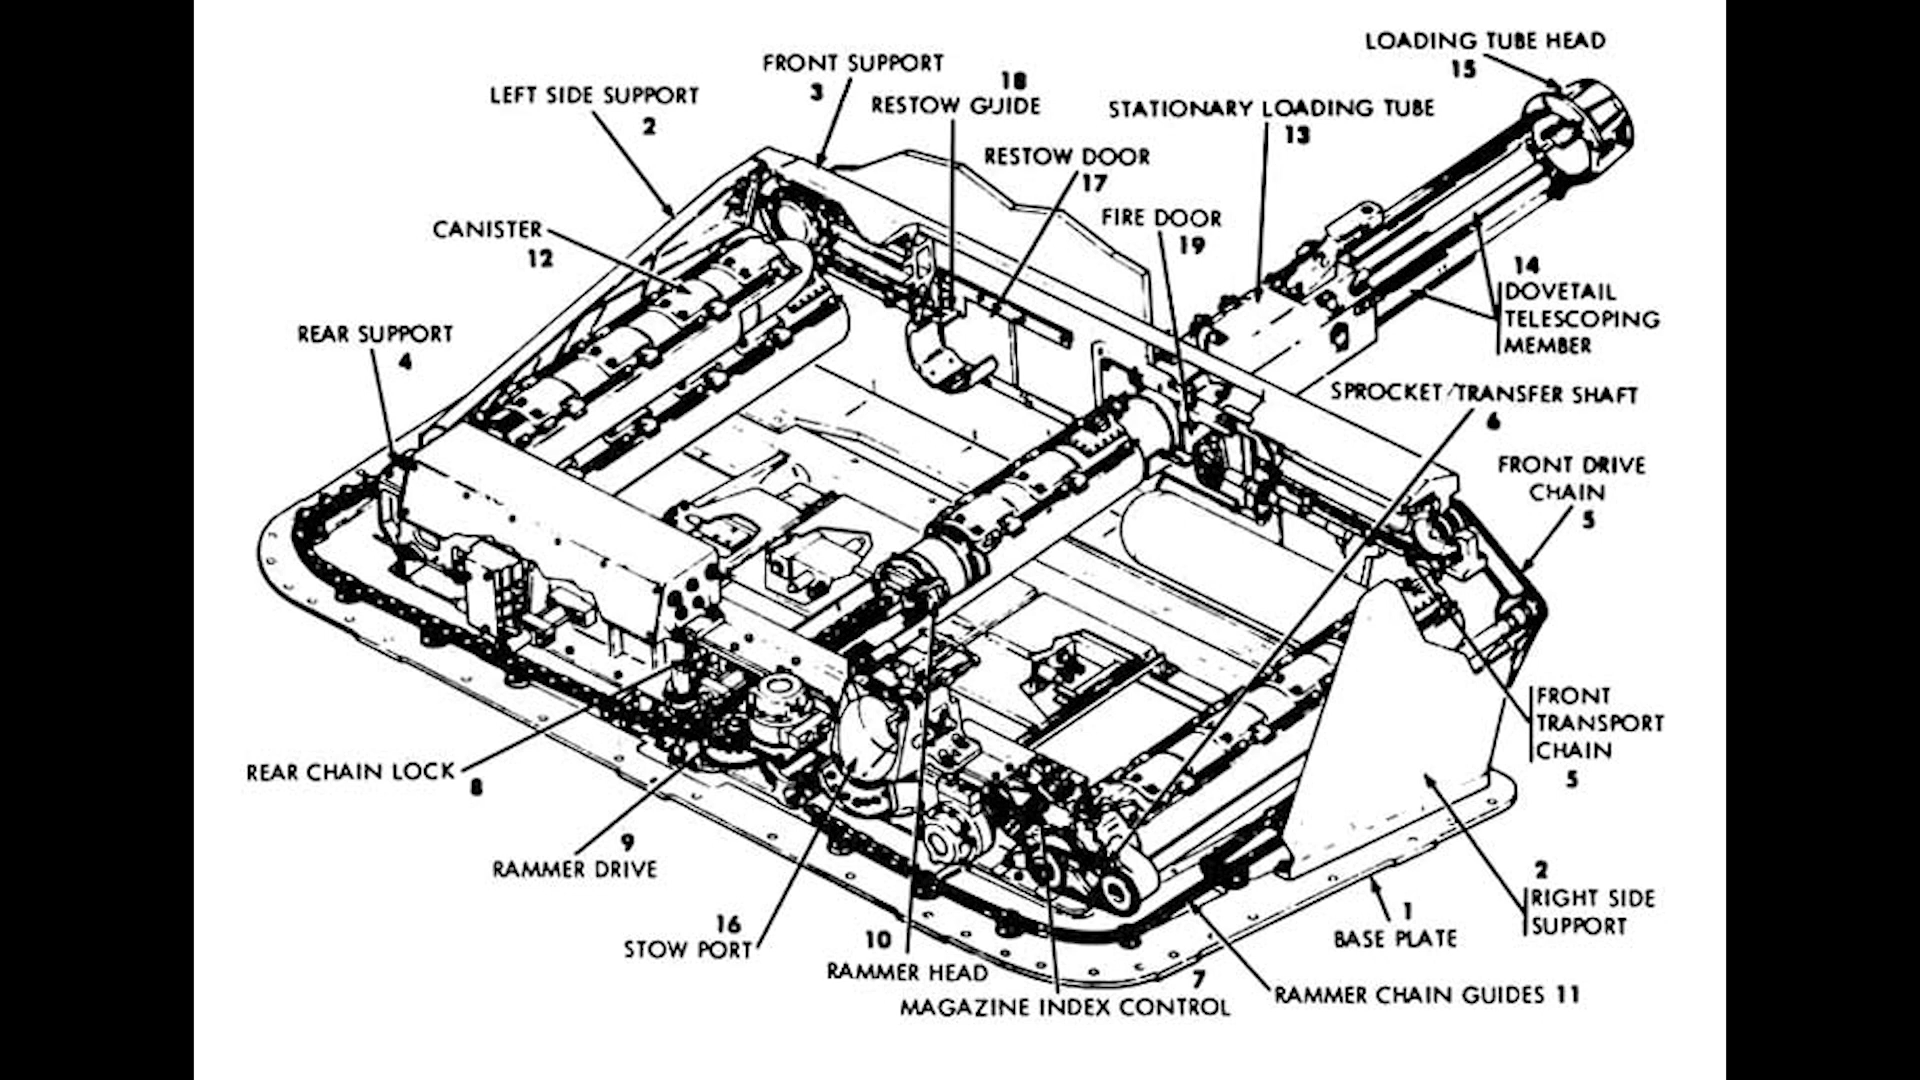 LOADING TUBE HEAD
15
FRONT SUPPORT
3
18
RESTOW GUIDE
LEFT SIDE SUPPORT
2
STATIONARY LOADING TUBE
13
RESTOW DOOR
17
FIRE DOOR
19
CANISTER
12
14
DOVETAIL
TELESCOPING
MEMBER
REAR SUPPORT
4
SPROCKET/TRANSFER SHAFT
6
FRONT DRIVE
CHAIN
5
FRONT
TRANSPORT
CHAIN
5
REAR CHAIN LOCK
8
9
RAMMER DRIVE
2
RIGHT SIDE
SUPPORT
1
BASE PLATE
16
STOW PORT
10
RAMMER HEAD
7
MAGAZINE INDEX CONTROL
RAMMER CHAIN GUIDES 11